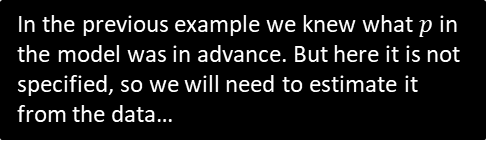 In the previous example we knew what p in
the model was in advance. But here it is not
specified, so we will need to estimate it
from the data...